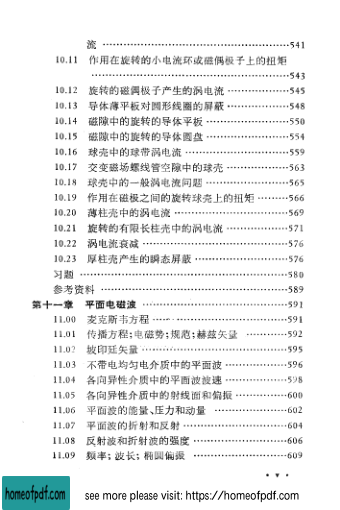 流 ……………………………………………541
10.11 作用在旋转的小电流环或磁偶极子上的扭矩
……………………………………………543
10.12 旋转的磁偶极子产生的涡电流 ………………545
10.13 导体薄平板对圆形线圈的屏蔽 ………………548
10.14 磁隙中的旋转的导体平板 ……………………550
10.15 磁隙中的旋转的导体圆盘 ……………………554
10.16 球壳中的球带涡电流 …………………………559
10.17 交变磁场螺线管空隙中的球壳 ………………563
10.18 球壳中的一般涡电流问题 ……………………565
10.19 作用在磁极之间的旋转球壳上的扭矩 ………566
10.20 薄柱壳中的涡电流 ……………………………569
10.21 旋转的有限长柱壳中的涡电流 ………………571
10.22 涡电流衰减 ……………………………………576
10.23 厚柱壳产生的瞬态屏蔽 ………………………576
习题 ……………………………………………………580
参考资料 ………………………………………………589
第十一章 平面电磁波 …………………………………591
11.00 麦克斯韦方程 …………………………………591
11.01 传播方程;电磁势;规范;赫兹矢量 …………592
11.02 坡印廷矢量 ……………………………………595
11.03 不带电均匀电介质中的平面波 ………………596
11.04 各向异性介质中的平面波波速 ………………598
11.05 各向异性介质中的射线面和偏振 ……………600
11.06 平面波的能量、压力和动量 …………………602
11.07 平面波的折射和反射 …………………………604
11.08 反射波和折射波的强度 ………………………606
11.09 频率;波长;椭圆偏振 ………………………609
• v •
homeofpdf.com
see more please visit: https://homeofpdf.com